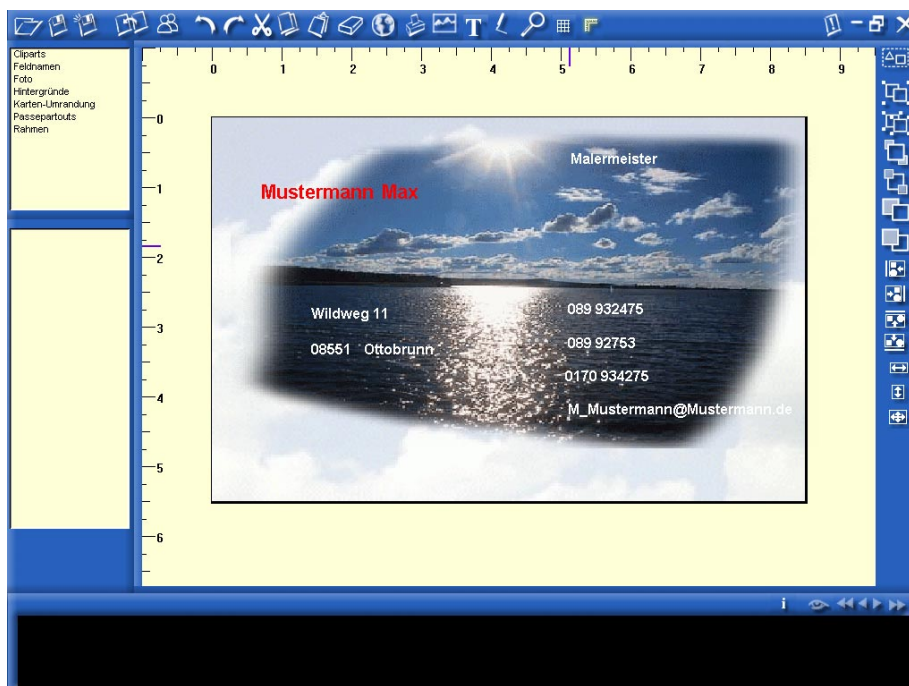 Cliparts
Feldnamen
Foto
Hintergründe
Karten-Umrandung
Passepartouts
Rahmen
0 1 2 3 4 5 6 7 8 9
0
1
2
3
4
5
6
Malermeister
Mustermann Max
Wildweg 11
08551 Ottobrunn
089 932475
089 92753
0170 934275
M_Mustermann@Mustermann.de